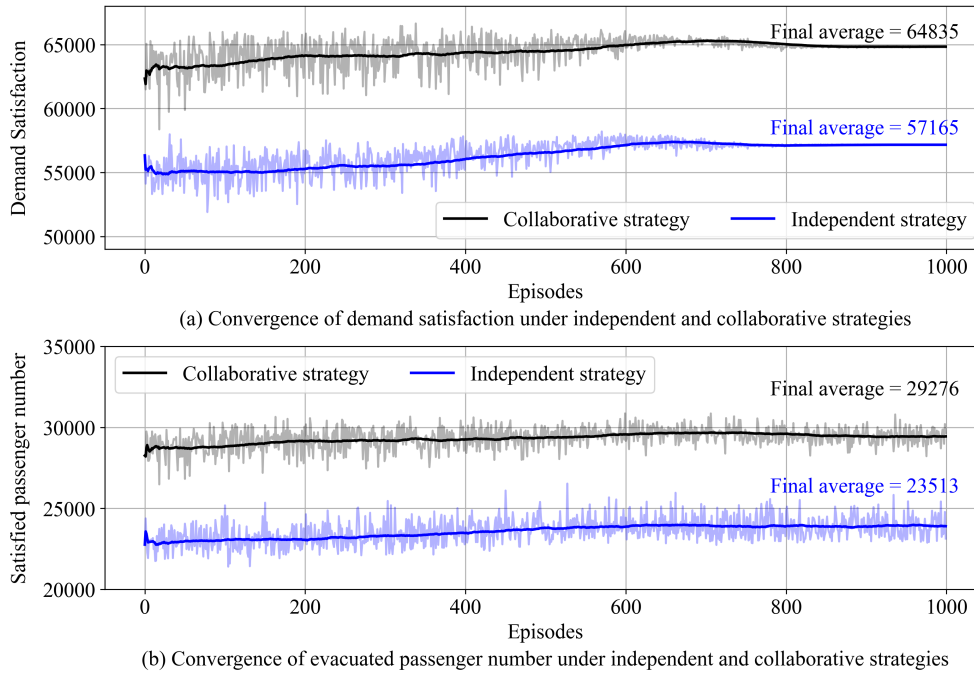 Demand Satisfaction
65000
60000
55000
50000
Final average = 64835
Final average = 57165
Collaborative strategy
Independent strategy
0
200
400
600
800
1000
Episodes
(a) Convergence of demand satisfaction under independent and collaborative strategies
Satisfied passenger number
35000
30000
25000
20000
Collaborative strategy
Independent strategy
Final average = 29276
Final average = 23513
0
200
400
600
800
1000
Episodes
(b) Convergence of evacuated passenger number under independent and collaborative strategies